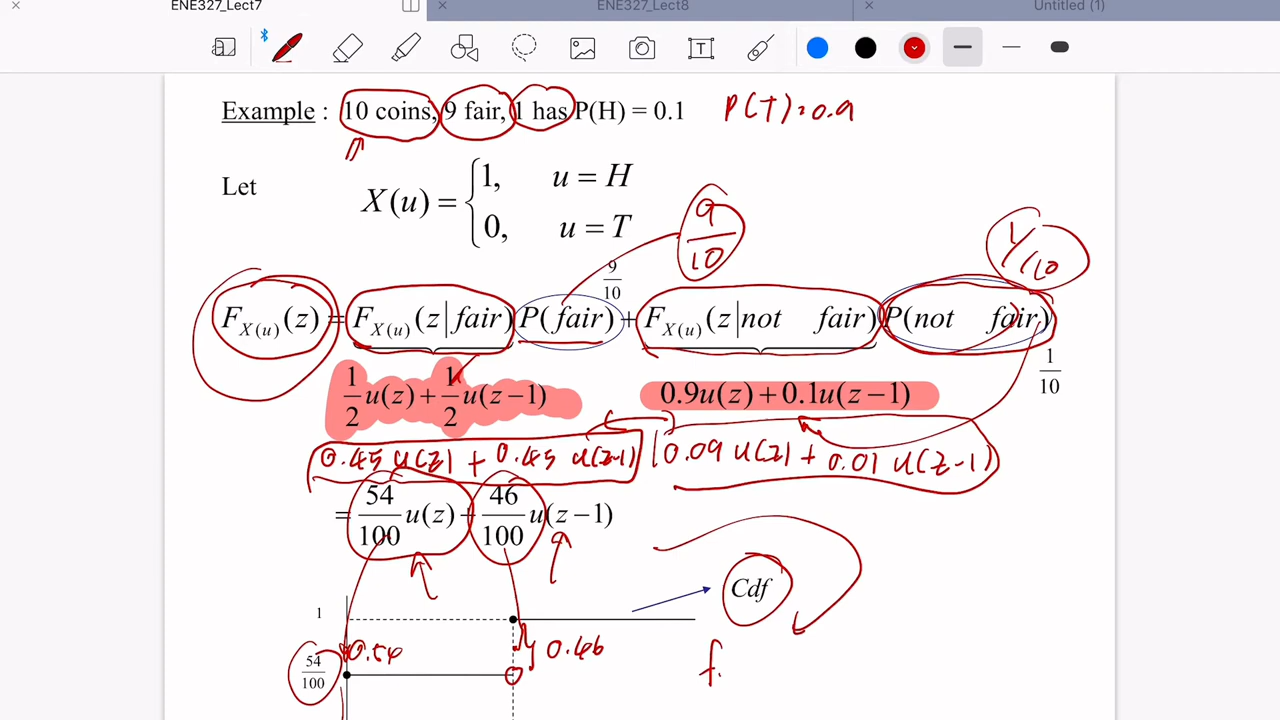 ENE327_Lect7 ENE327_Lect8 Untitled (1)
Example : 10 coins, 9 fair, 1 has P(H) = 0.1 P(T) = 0.9
Let X(u) = { 1, u = H
0, u = T
9/10 1/10
9/10
F_X(u)(z) = F_X(u)(z | fair) P(fair) + F_X(u)(z | not fair) P(not fair)
1/10
1/2 u(z) + 1/2 u(z−1) 0.9u(z) + 0.1u(z−1)
0.45 u(z) + 0.45 u(z-1) 0.09 u(z) + 0.01 u(z-1)
= 54/100 u(z) + 46/100 u(z−1)
Cdf
1
54/100 0.54 0.46 f